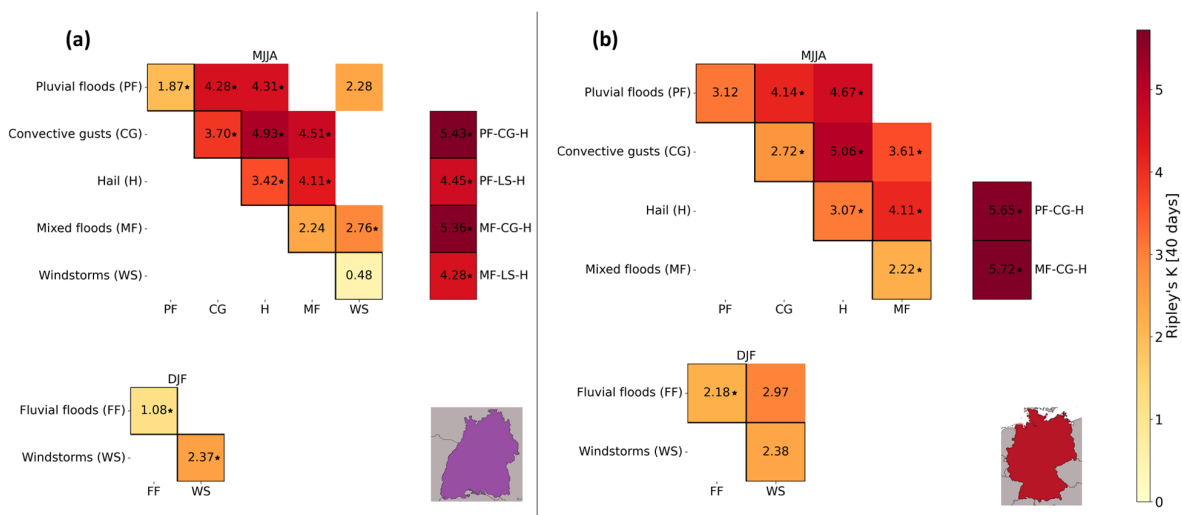 (a)
MJJA
Pluvial floods (PF) 1.87★ 4.28★ 4.31★ 2.28
Convective gusts (CG) 3.70★ 4.93★ 4.51★ 5.43★ PF-CG-H
Hail (H) 3.42★ 4.11★ 4.45★ PF-LS-H
Mixed floods (MF) 2.24 2.76★ 5.36★ MF-CG-H
Windstorms (WS) 0.48 4.28★ MF-LS-H
PF CG H MF WS
DJF
Fluvial floods (FF) 1.08★
Windstorms (WS) 2.37★
FF WS
(b)
MJJA
Pluvial floods (PF) 3.12 4.14★ 4.67★
Convective gusts (CG) 2.72★ 5.06★ 3.61★
Hail (H) 3.07★ 4.11★ 5.65★ PF-CG-H
Mixed floods (MF) 2.22★ 5.72★ MF-CG-H
PF CG H MF
DJF
Fluvial floods (FF) 2.18★ 2.97
Windstorms (WS) 2.38
FF WS
5
4
3
2
1
0
Ripley's K [40 days]